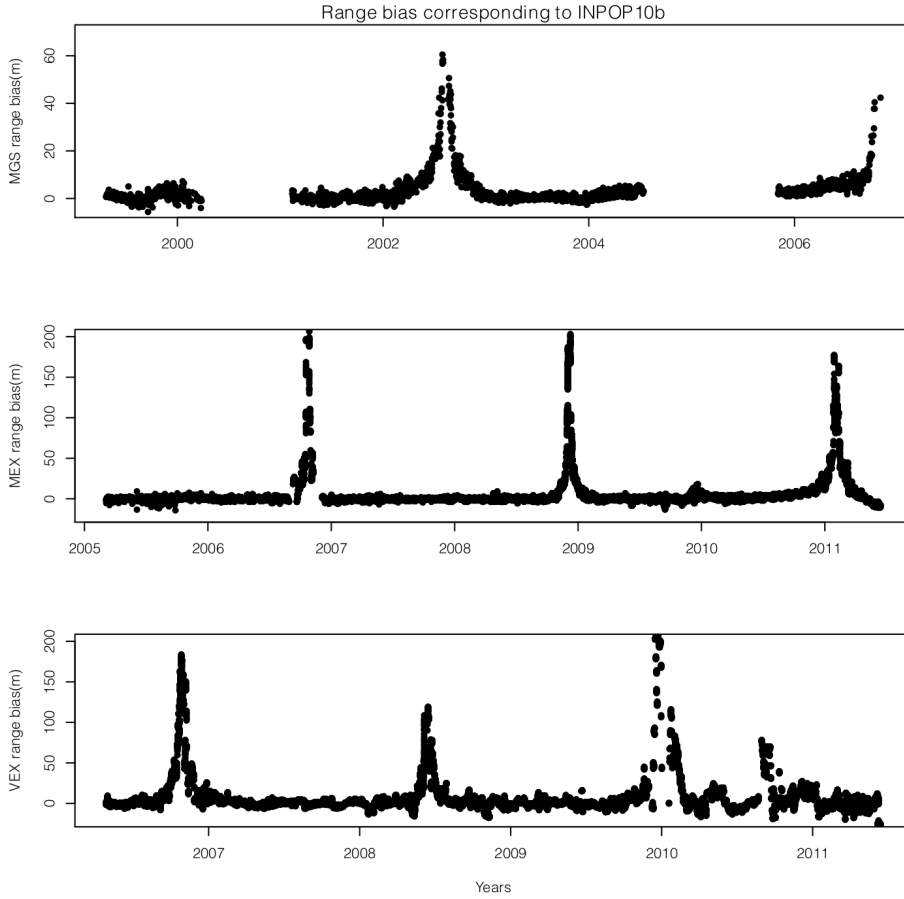 Range bias corresponding to INPOP10b
MGS range bias(m)
60
40
20
0
2000 2002 2004 2006
MEX range bias(m)
200
150
100
50
0
2005 2006 2007 2008 2009 2010 2011
VEX range bias(m)
200
150
100
50
0
2007 2008 2009 2010 2011
Years